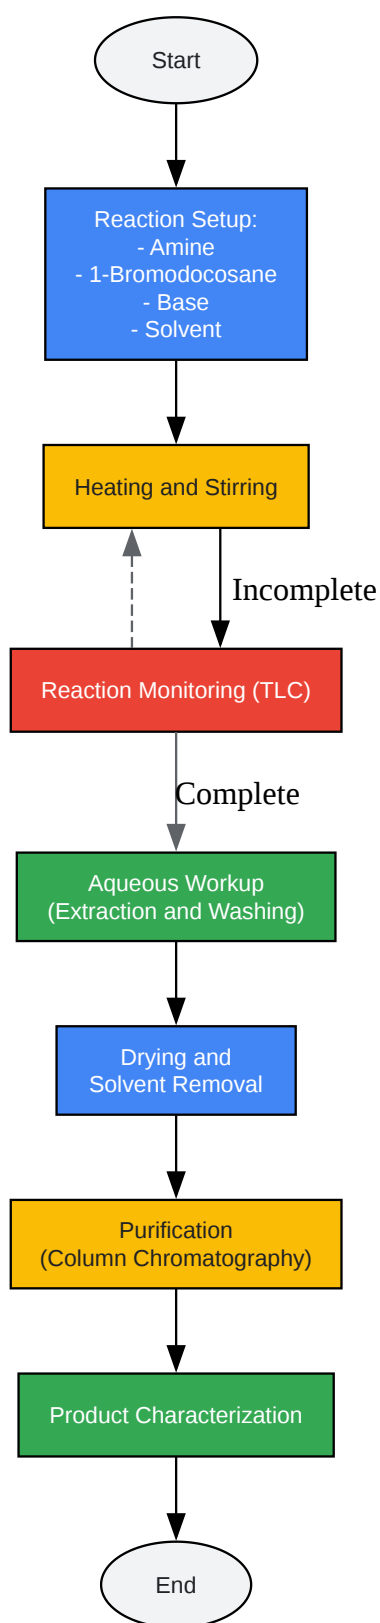 Start
Reaction Setup:
- Amine
- 1-Bromodocosane
- Base
- Solvent
Heating and Stirring
Incomplete
Reaction Monitoring (TLC)
Complete
Aqueous Workup
(Extraction and Washing)
Drying and
Solvent Removal
Purification
(Column Chromatography)
Product Characterization
End